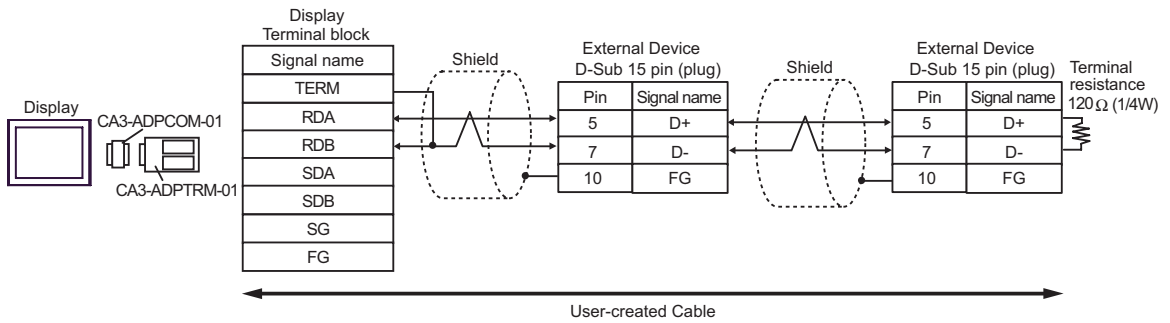 Display
CA3-ADPCOM-01
CA3-ADPTRM-01
Display
Terminal block
Signal name
TERM
RDA
RDB
SDA
SDB
SG
FG
Shield
External Device
D-Sub 15 pin (plug)
Pin Signal name
5 D+
7 D-
10 FG
Shield
External Device
D-Sub 15 pin (plug)
Pin Signal name
5 D+
7 D-
10 FG
Terminal
resistance
120Ω (1/4W)
User-created Cable